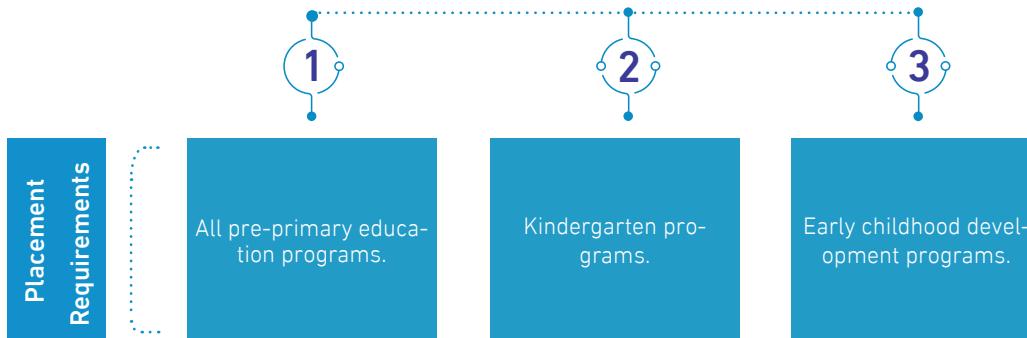 1
2
3
Placement
Requirements
All pre-primary educa-
tion programs.
Kindergarten pro-
grams.
Early childhood devel-
opment programs.